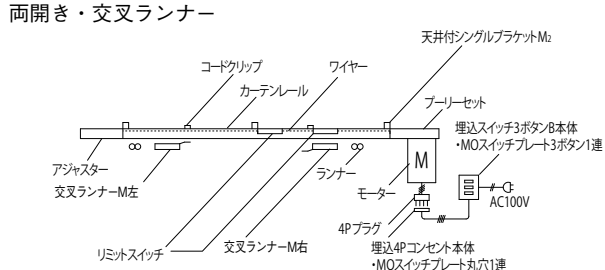 両開き・交叉ランナー
天井付シングルブラケットM2
コードクリップ
ワイヤー
カーテンレール
プーリーセット
埋込スイッチ3ボタンB本体
・MOスイッチプレート3ボタン1連
アジャスター
交叉ランナーM左
ランナー
M
モーター
AC100V
4Pプラグ
リミットスイッチ
交叉ランナーM右
埋込4Pコンセント本体
・MOスイッチプレート丸穴1連